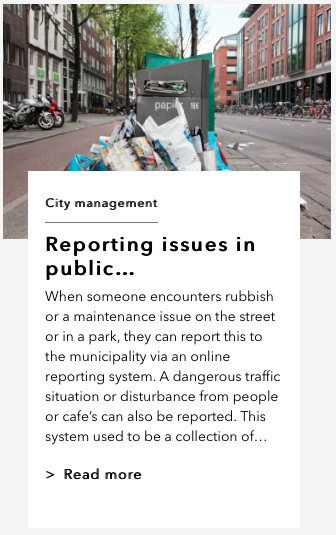 papier
City management
Reporting issues in
public...
When someone encounters rubbish
or a maintenance issue on the street
or in a park, they can report this to
the municipality via an online
reporting system. A dangerous traffic
situation or disturbance from people
or cafe's can also be reported. This
system used to be a collection of...
> Read more